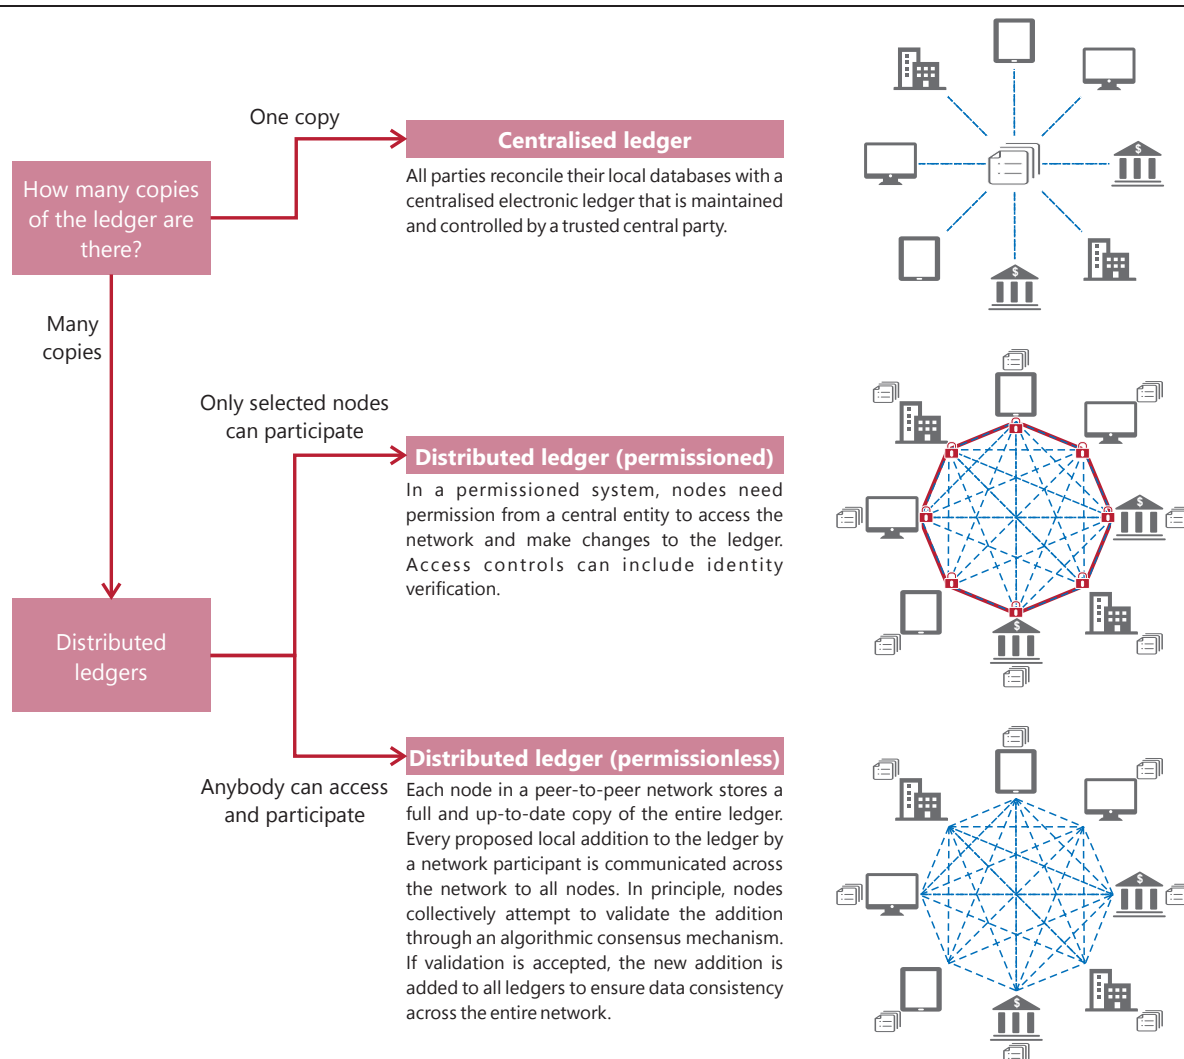 One copy
Centralised ledger
All parties reconcile their local databases with a
centralised electronic ledger that is maintained
and controlled by a trusted central party.
How many copies
of the ledger are
there?
Many
copies
Only selected nodes
can participate
Distributed ledger (permissioned)
In a permissioned system, nodes need
permission from a central entity to access the
network and make changes to the ledger.
Access controls can include identity
verification.
Distributed
ledgers
Anybody can access
and participate
Distributed ledger (permissionless)
Each node in a peer-to-peer network stores a
full and up-to-date copy of the entire ledger.
Every proposed local addition to the ledger by
a network participant is communicated across
the network to all nodes. In principle, nodes
collectively attempt to validate the addition
through an algorithmic consensus mechanism.
If validation is accepted, the new addition is
added to all ledgers to ensure data consistency
across the entire network.
$
$
$
$
$
$